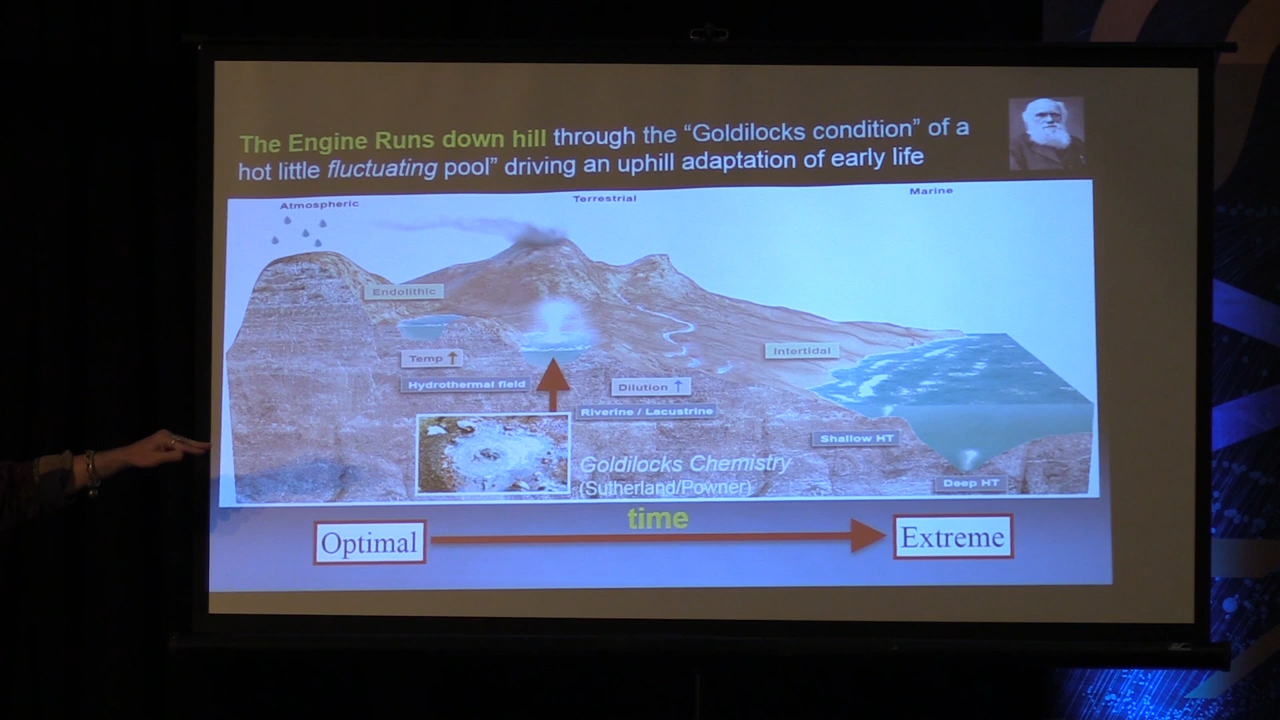 The Engine Runs down hill through the “Goldilocks condition” of a
hot little fluctuating pool” driving an uphill adaptation of early life
Atmospheric
Terrestrial
Marine
Endolithic
Temp ↑
Hydrothermal field
Dilution ↑
Riverine / Lacustrine
Intertidal
Shallow HT
Deep HT
Goldilocks Chemistry
(Sutherland/Powner)
time
Optimal
Extreme